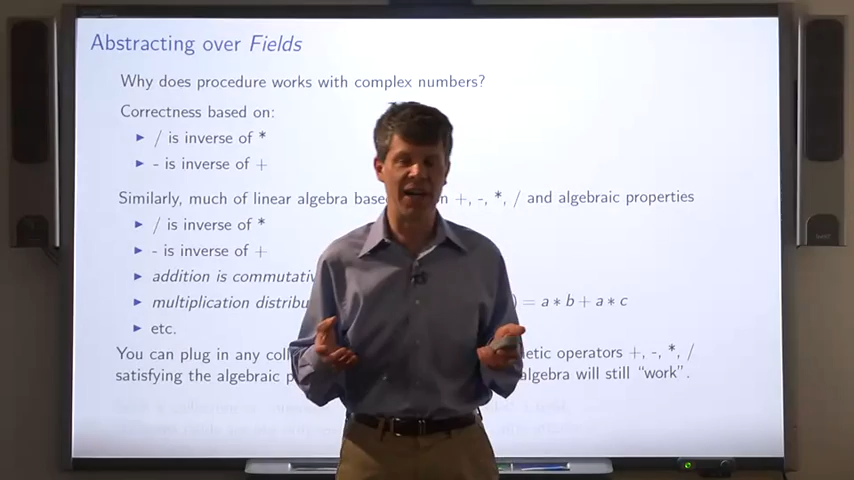 Abstracting over Fields
Why does procedure works with complex numbers?
Correctness based on:
/ is inverse of *
- is inverse of +
Similarly, much of linear algebra based on +, -, *, / and algebraic properties
/ is inverse of *
- is inverse of +
addition is commutativ
multiplication distribu ) = a * b + a * c
etc.
You can plug in any coll etic operators +, -, *, /
satisfying the algebraic p algebra will still "work".